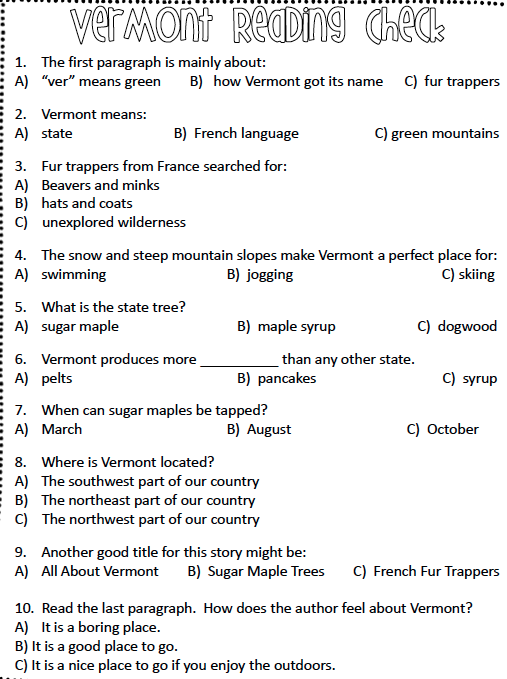 Vermont Reading Check
1. The first paragraph is mainly about:
A) “ver” means green B) how Vermont got its name C) fur trappers
2. Vermont means:
A) state B) French language C) green mountains
3. Fur trappers from France searched for:
A) Beavers and minks
B) hats and coats
C) unexplored wilderness
4. The snow and steep mountain slopes make Vermont a perfect place for:
A) swimming B) jogging C) skiing
5. What is the state tree?
A) sugar maple B) maple syrup C) dogwood
6. Vermont produces more ___________ than any other state.
A) pelts B) pancakes C) syrup
7. When can sugar maples be tapped?
A) March B) August C) October
8. Where is Vermont located?
A) The southwest part of our country
B) The northeast part of our country
C) The northwest part of our country
9. Another good title for this story might be:
A) All About Vermont B) Sugar Maple Trees C) French Fur Trappers
10. Read the last paragraph. How does the author feel about Vermont?
A) It is a boring place.
B) It is a good place to go.
C) It is a nice place to go if you enjoy the outdoors.